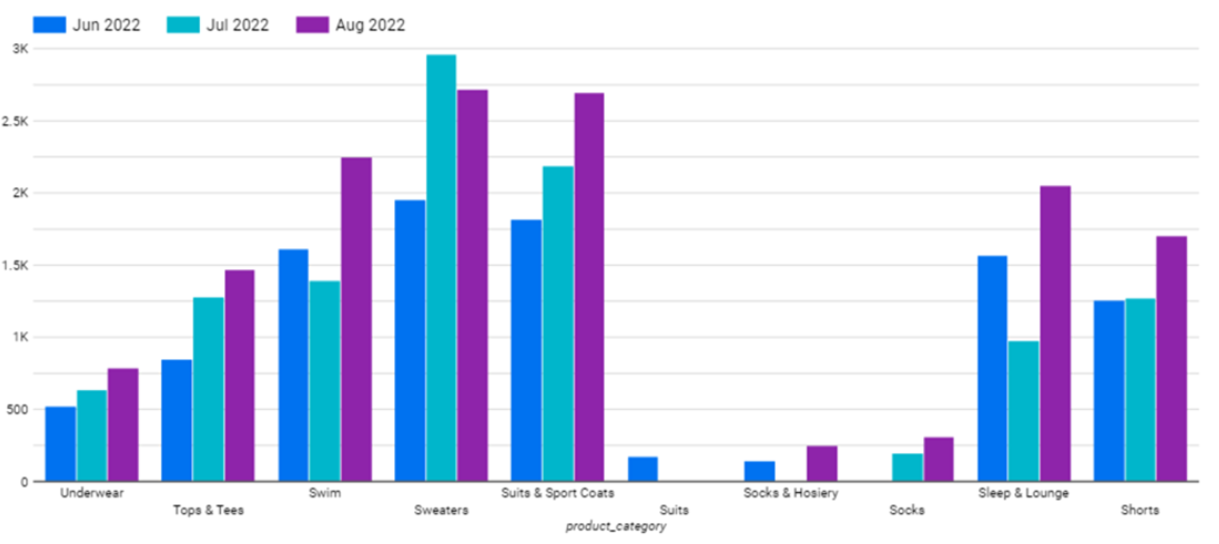 Jun 2022 Jul 2022 Aug 2022
3K
2.5K
2K
1.5K
1K
500
0
Underwear Swim Suits & Sport Coats Socks & Hosiery Sleep & Lounge
Tops & Tees Sweaters Suits Socks Shorts
product_category